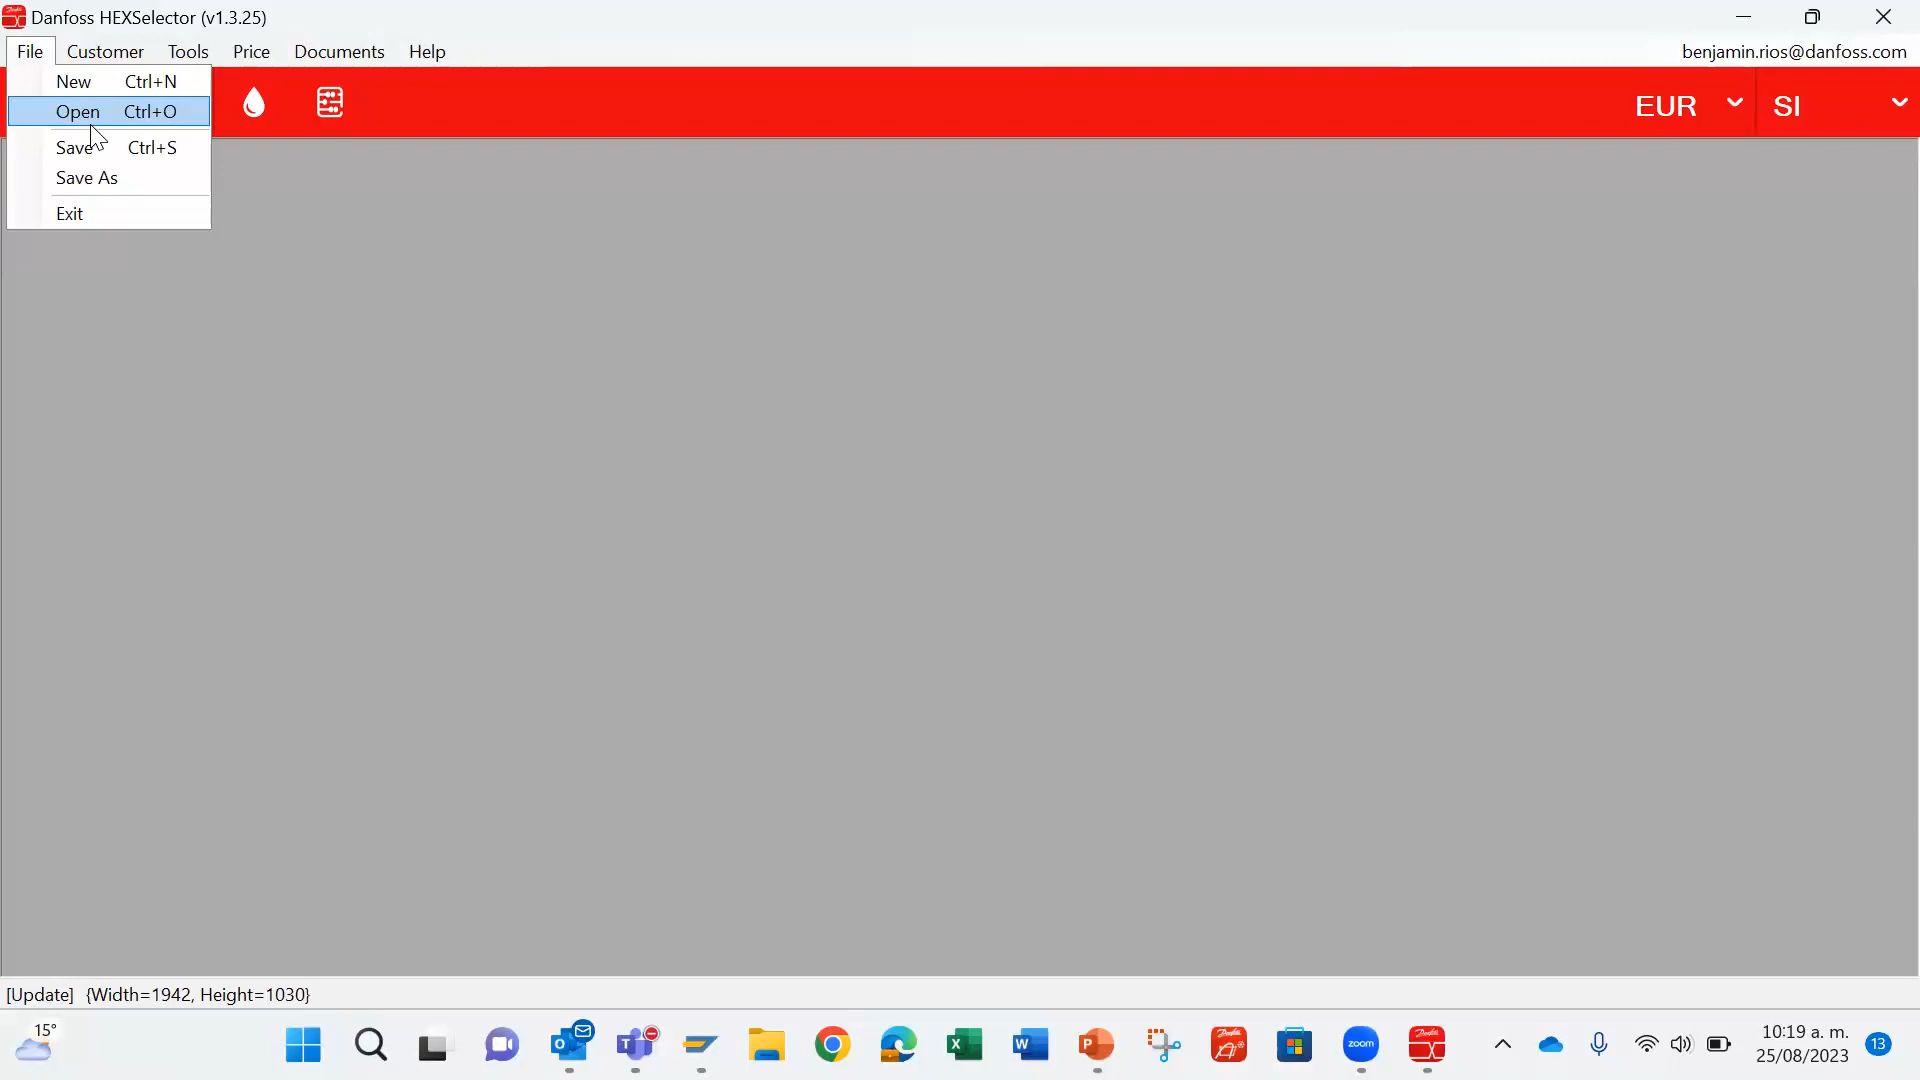 Danfoss HEXSelector (v1.3.25)
File Customer Tools Price Documents Help benjamin.rios@danfoss.com
New Ctrl+N
Open Ctrl+O
Save Ctrl+S
Save As
Exit
EUR SI
[Update] {Width=1942, Height=1030}
15°
zoom
10:19 a. m.
25/08/2023
13